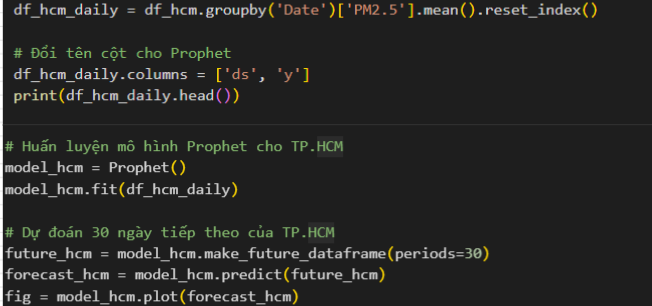 df_hcm_daily = df_hcm.groupby('Date')['PM2.5'].mean().reset_index()
# Đổi tên cột cho Prophet
df_hcm_daily.columns = ['ds', 'y']
print(df_hcm_daily.head())
# Huấn luyện mô hình Prophet cho TP.HCM
model_hcm = Prophet()
model_hcm.fit(df_hcm_daily)
# Dự đoán 30 ngày tiếp theo của TP.HCM
future_hcm = model_hcm.make_future_dataframe(periods=30)
forecast_hcm = model_hcm.predict(future_hcm)
fig = model_hcm.plot(forecast_hcm)